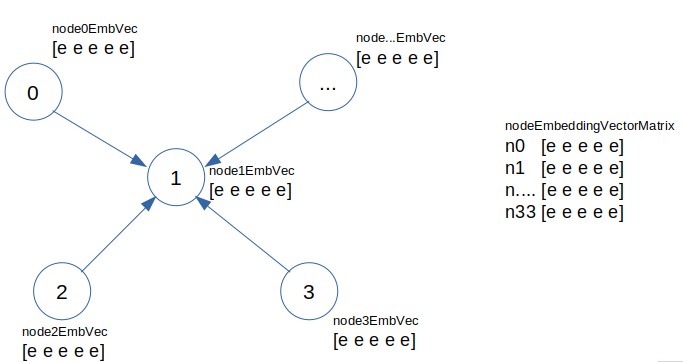 node0EmbVec
[e e e e e]
0
node...EmbVec
[e e e e e]
...
1
node1EmbVec
[e e e e e]
2
node2EmbVec
[e e e e e]
3
node3EmbVec
[e e e e e]
nodeEmbeddingVectorMatrix
n0 [e e e e e]
n1 [e e e e e]
n.... [e e e e e]
n33 [e e e e e]